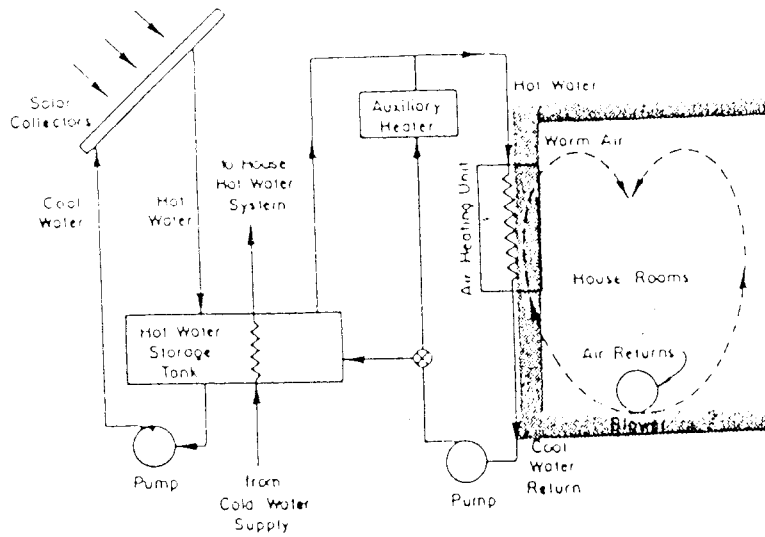 Solar
Collectors
Cool
Water
Hot
Water
to House
Hot Water
System
Auxiliary
Heater
Hot Water
Warm Air
Air Heating Unit
House Rooms
Air Returns
Blower
Hot Water
Storage
Tank
Pump
from
Cold Water
Supply
Pump
Cool
Water
Return